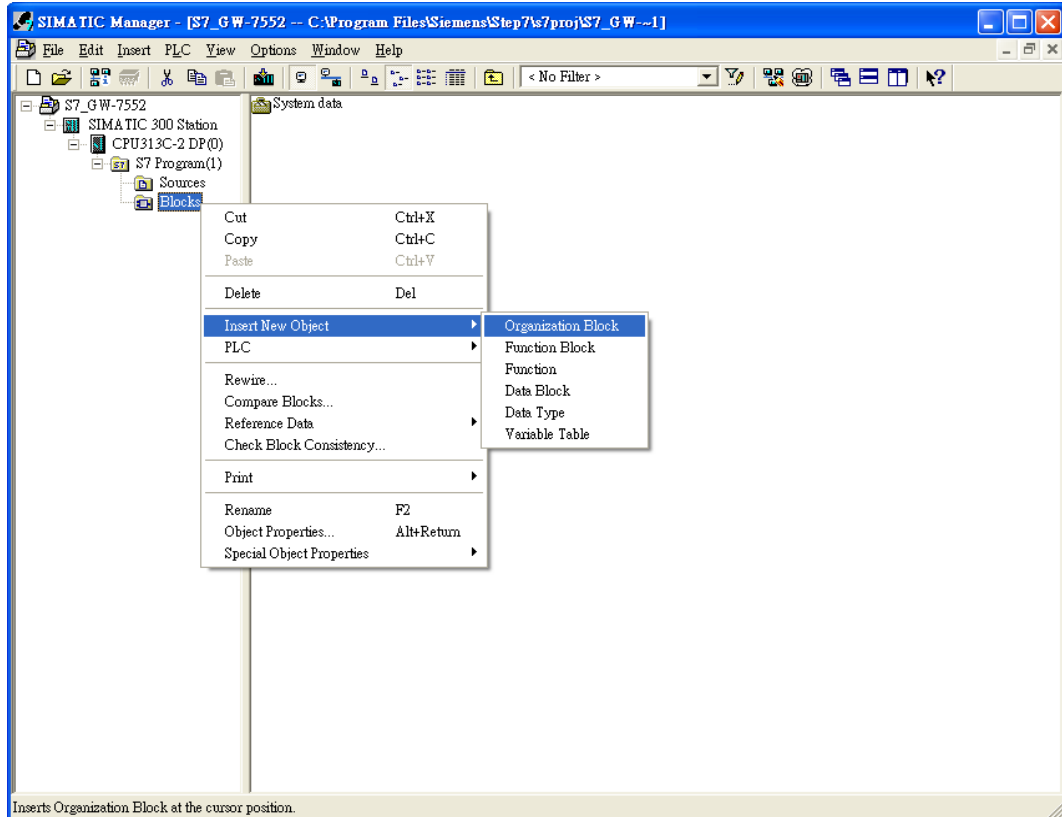 SIMATIC Manager - [S7_GW-7552 -- C:\Program Files\Siemens\Step7\s7proj\S7_GW-~1]
File Edit Insert PLC View Options Window Help
< No Filter >
S7_GW-7552
SIMATIC 300 Station
CPU313C-2 DP(0)
S7 Program(1)
Sources
Blocks
System data
Cut Ctrl+X
Copy Ctrl+C
Paste Ctrl+V
Delete Del
Insert New Object
PLC
Rewire...
Compare Blocks...
Reference Data
Check Block Consistency...
Print
Rename F2
Object Properties... Alt+Return
Special Object Properties
Organization Block
Function Block
Function
Data Block
Data Type
Variable Table
Inserts Organization Block at the cursor position.